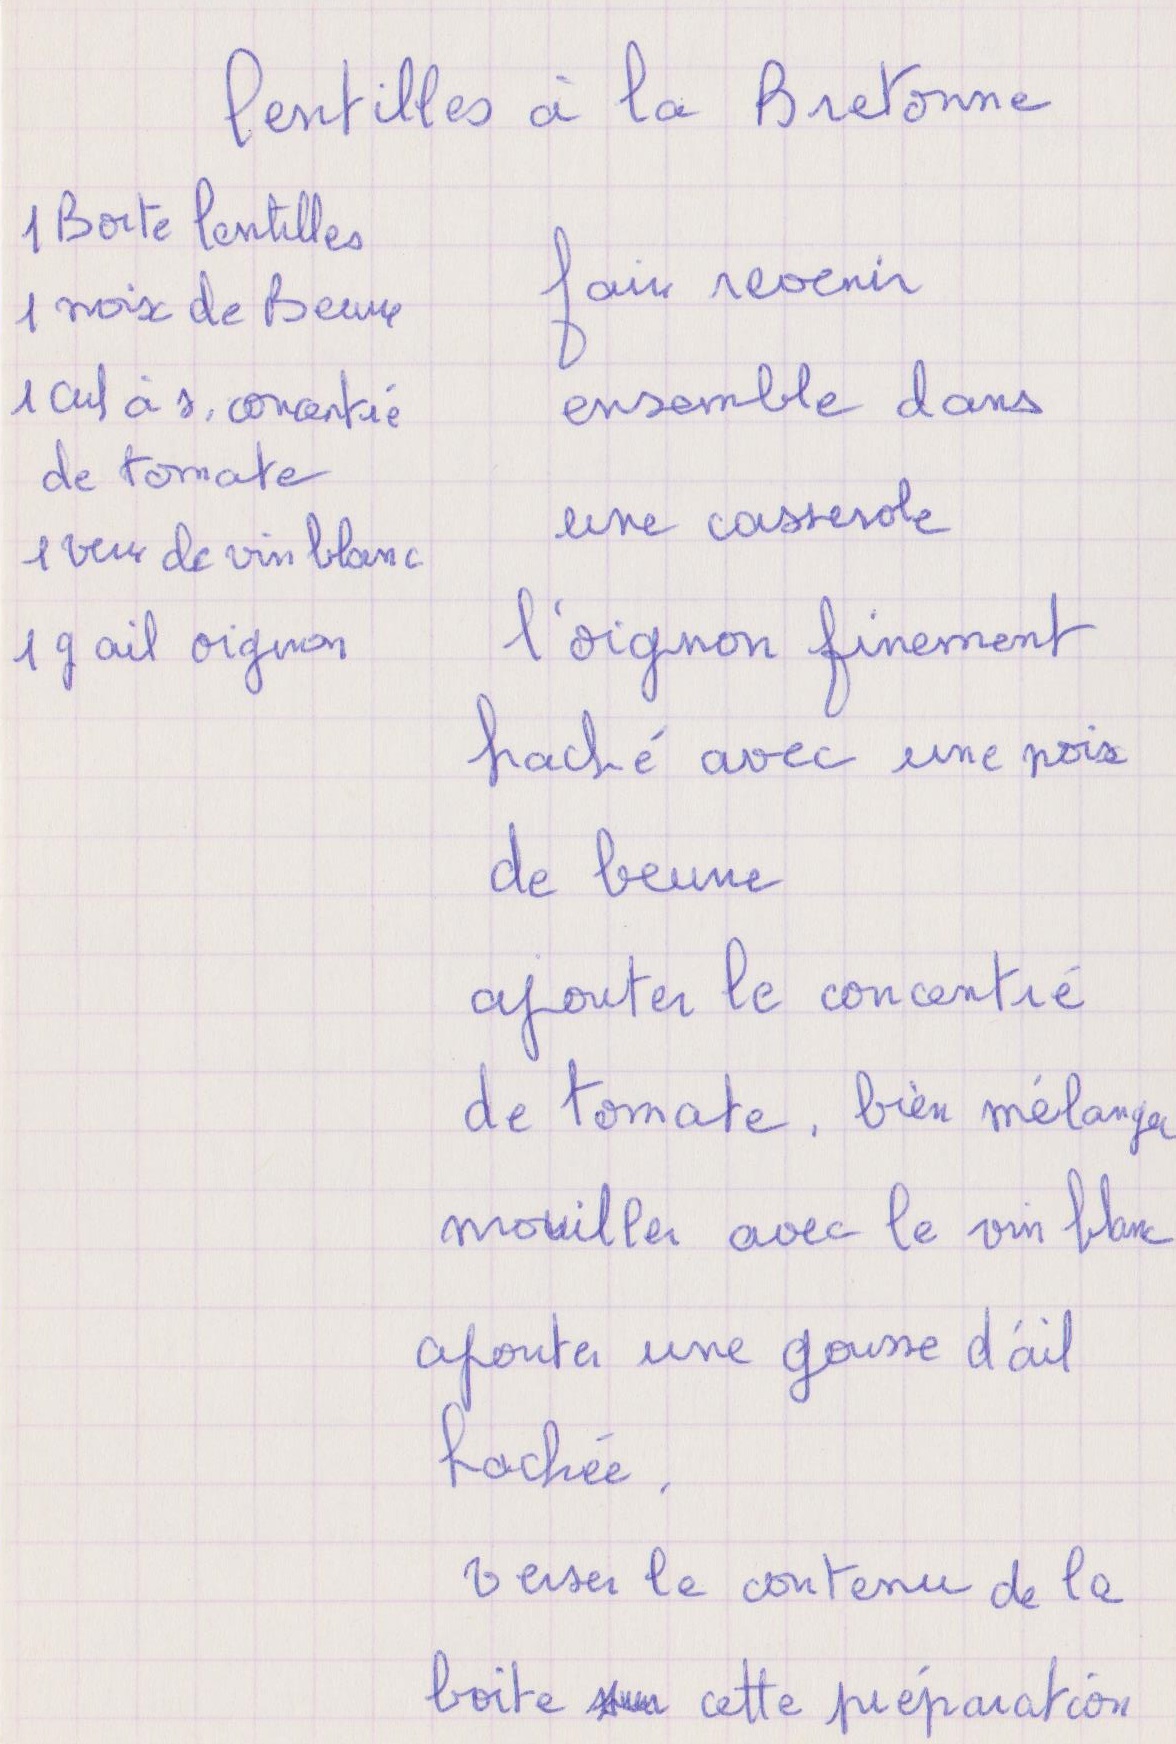 lentilles à la Bretonne
1 Boite lentilles
1 noix de Beurre
1 cuil à s. concentré
de tomate
1 verre de vin blanc
1 g ail oignon
faire revenir
ensemble dans
une casserole
l'oignon finement
haché avec une noix
de beurre
ajouter le concentré
de tomate, bien mélanger
mouiller avec le vin blanc
ajouter une gousse d'ail
hachée,
verser le contenu de la
boite sur cette préparation